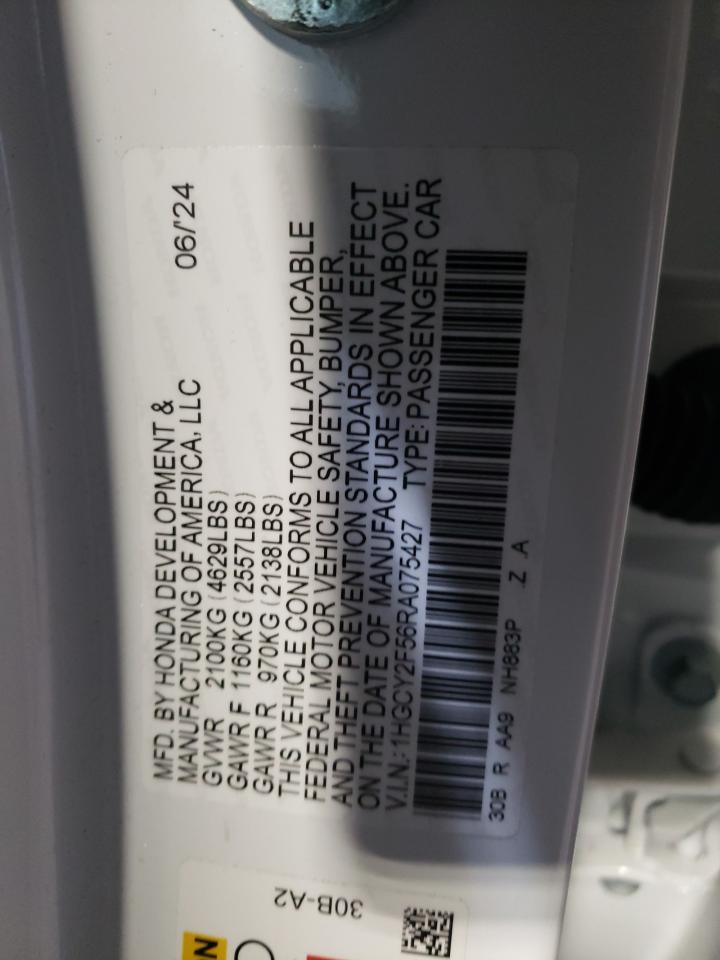 MFD. BY HONDA DEVELOPMENT &
MANUFACTURING OF AMERICA, LLC 06/'24
GVWR 2100KG (4629LBS)
GAWR F 1160KG (2557LBS)
GAWR R 970KG (2138LBS)
THIS VEHICLE CONFORMS TO ALL APPLICABLE
FEDERAL MOTOR VEHICLE SAFETY, BUMPER,
AND THEFT PREVENTION STANDARDS IN EFFECT
ON THE DATE OF MANUFACTURE SHOWN ABOVE.
V.I.N.: 1HGCY2F56RA075427 TYPE: PASSENGER CAR
30B R AA9 NH883P .Z .A
30B-A2